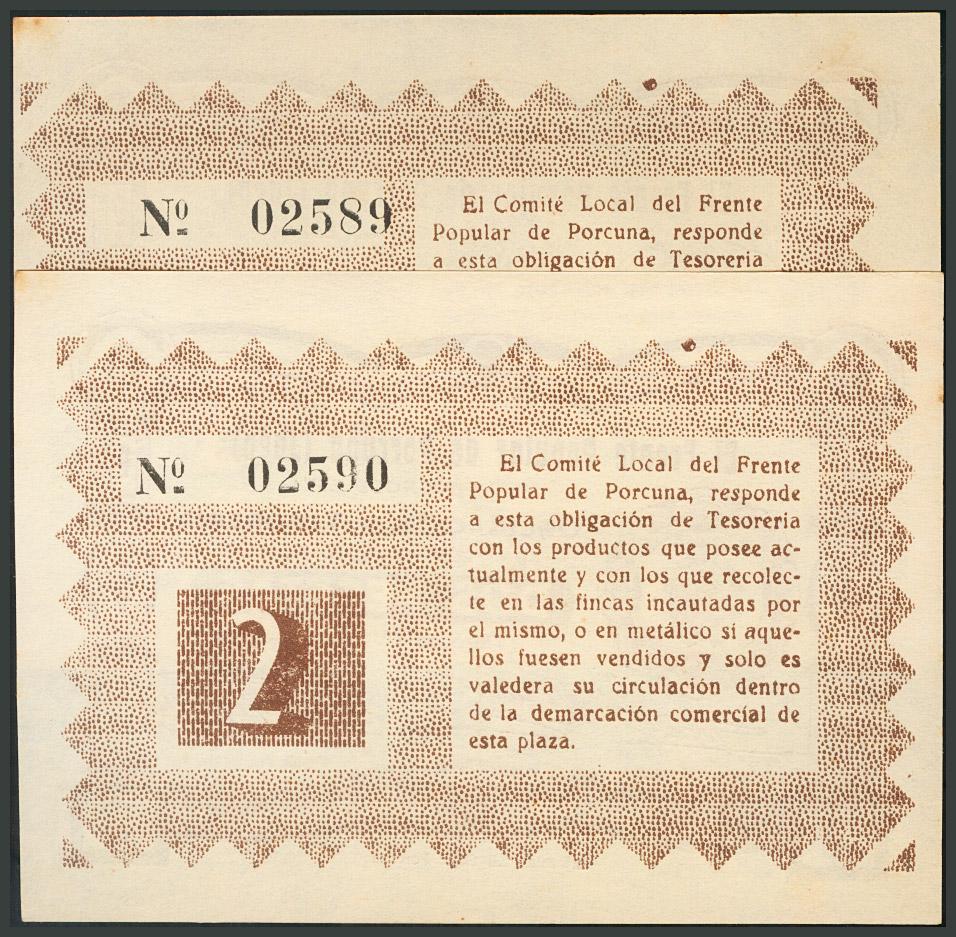 Nº 02589
El Comité Local del Frente
Popular de Porcuna, responde
a esta obligación de Tesoreria
Nº 02590
2
El Comité Local del Frente
Popular de Porcuna, responde
a esta obligación de Tesoreria
con los productos que posee ac-
tualmente y con los que recolec-
te en las fincas incautadas por
el mismo, o en metálico si aque-
llos fuesen vendidos y solo es
valedera su circulación dentro
de la demarcación comercial de
esta plaza.